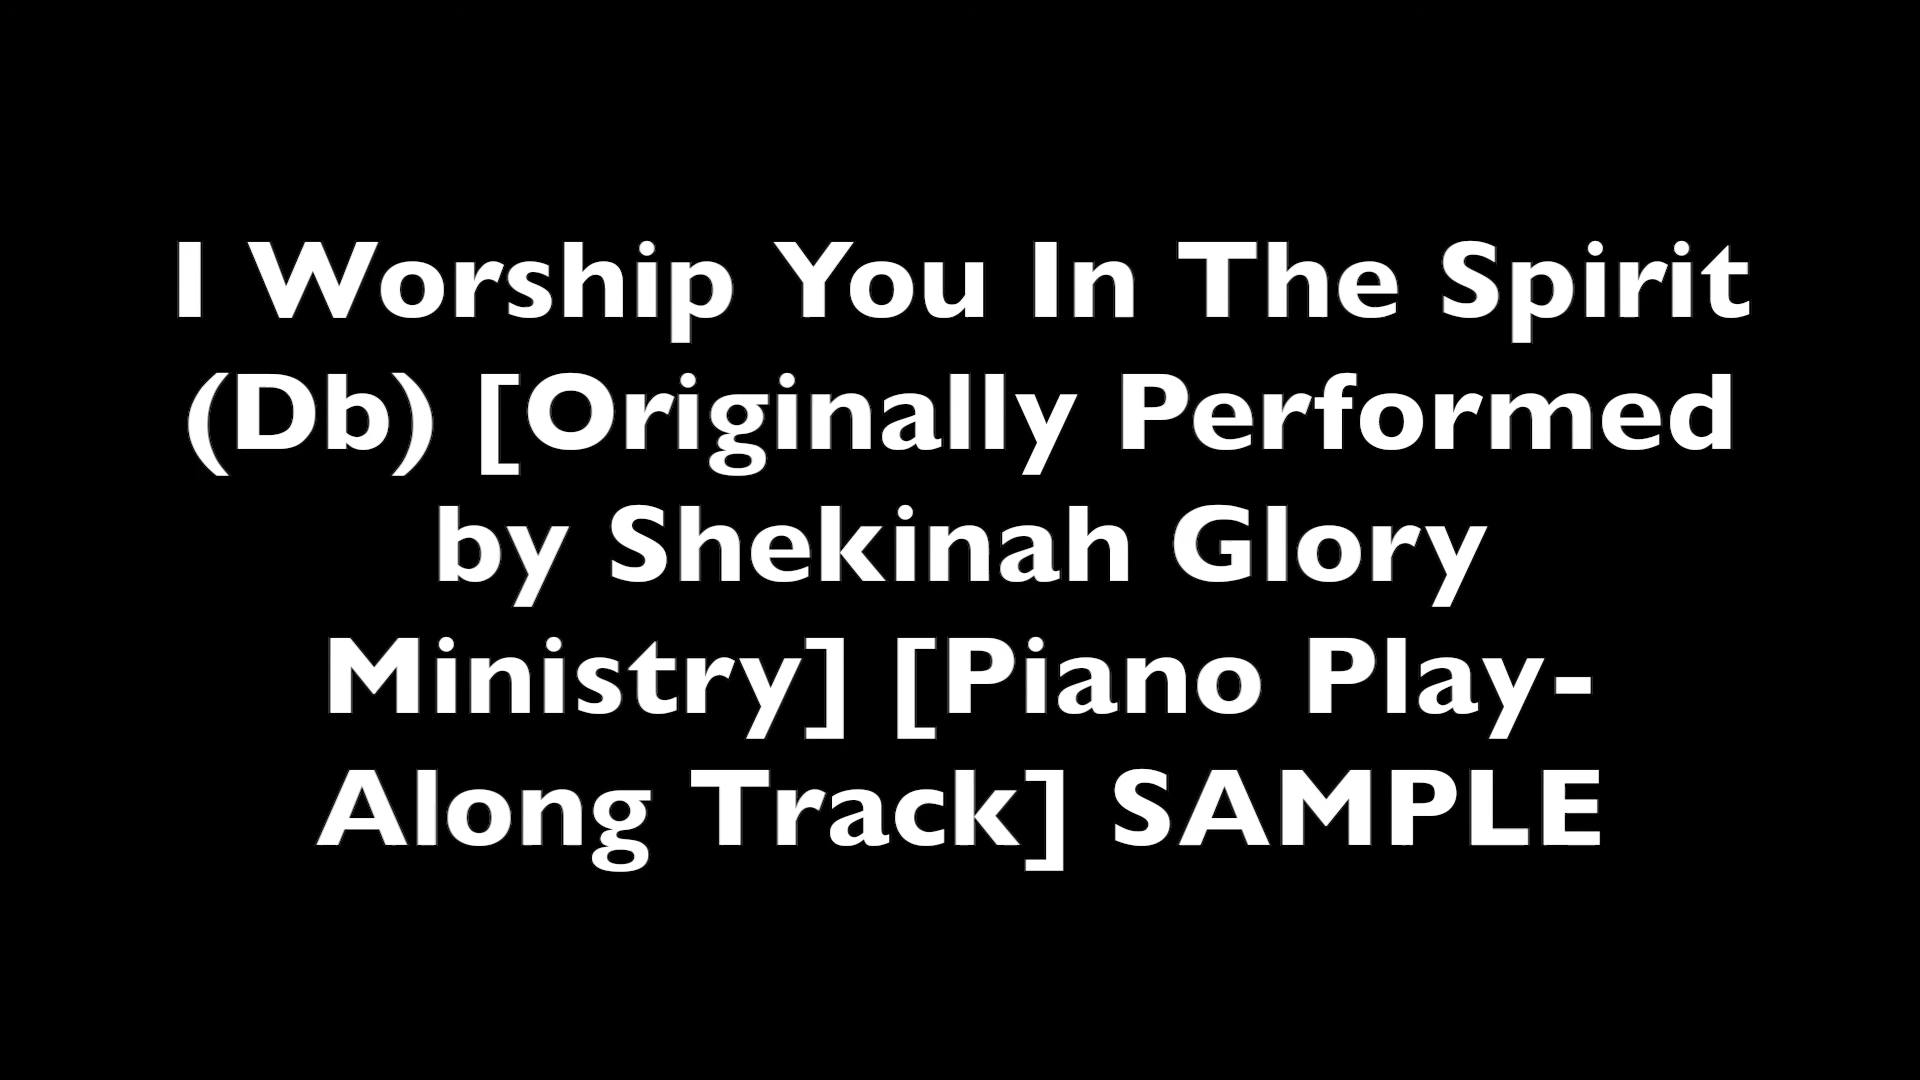 I Worship You In The Spirit
(Db) [Originally Performed
by Shekinah Glory
Ministry] [Piano Play-
Along Track] SAMPLE